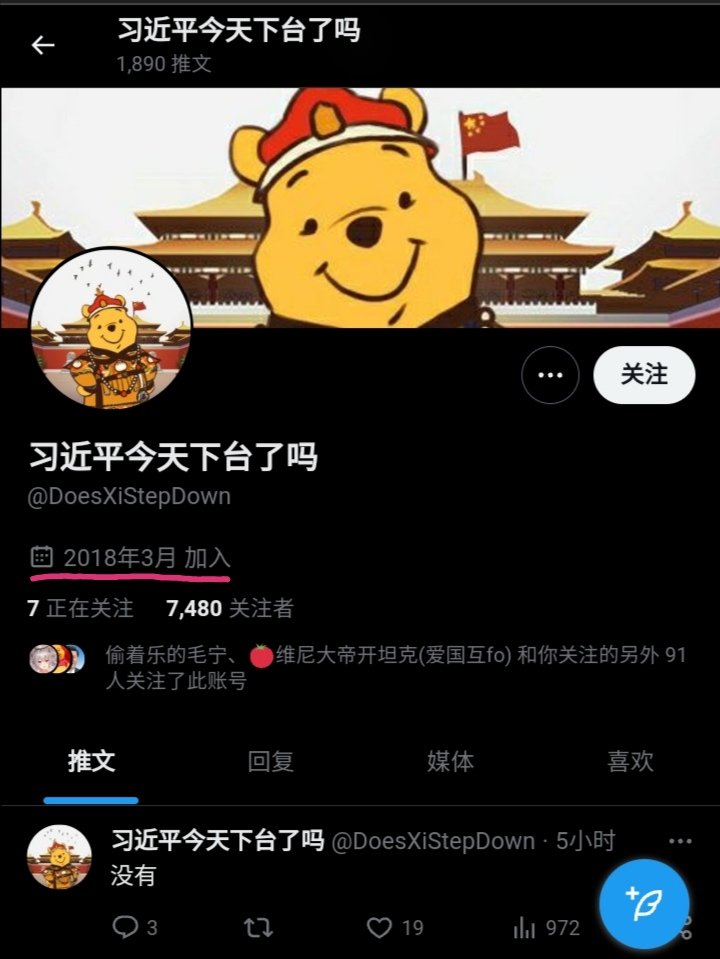 习近平今天下台了吗
1,890 推文
关注
习近平今天下台了吗
@DoesXiStepDown
2018年3月 加入
7 正在关注 7,480 关注者
偷着乐的毛宁、🍅维尼大帝开坦克(爱国互fo) 和你关注的另外 91
人关注了此账号
推文 回复 媒体 喜欢
习近平今天下台了吗 @DoesXiStepDown · 5小时
没有
3 19 972